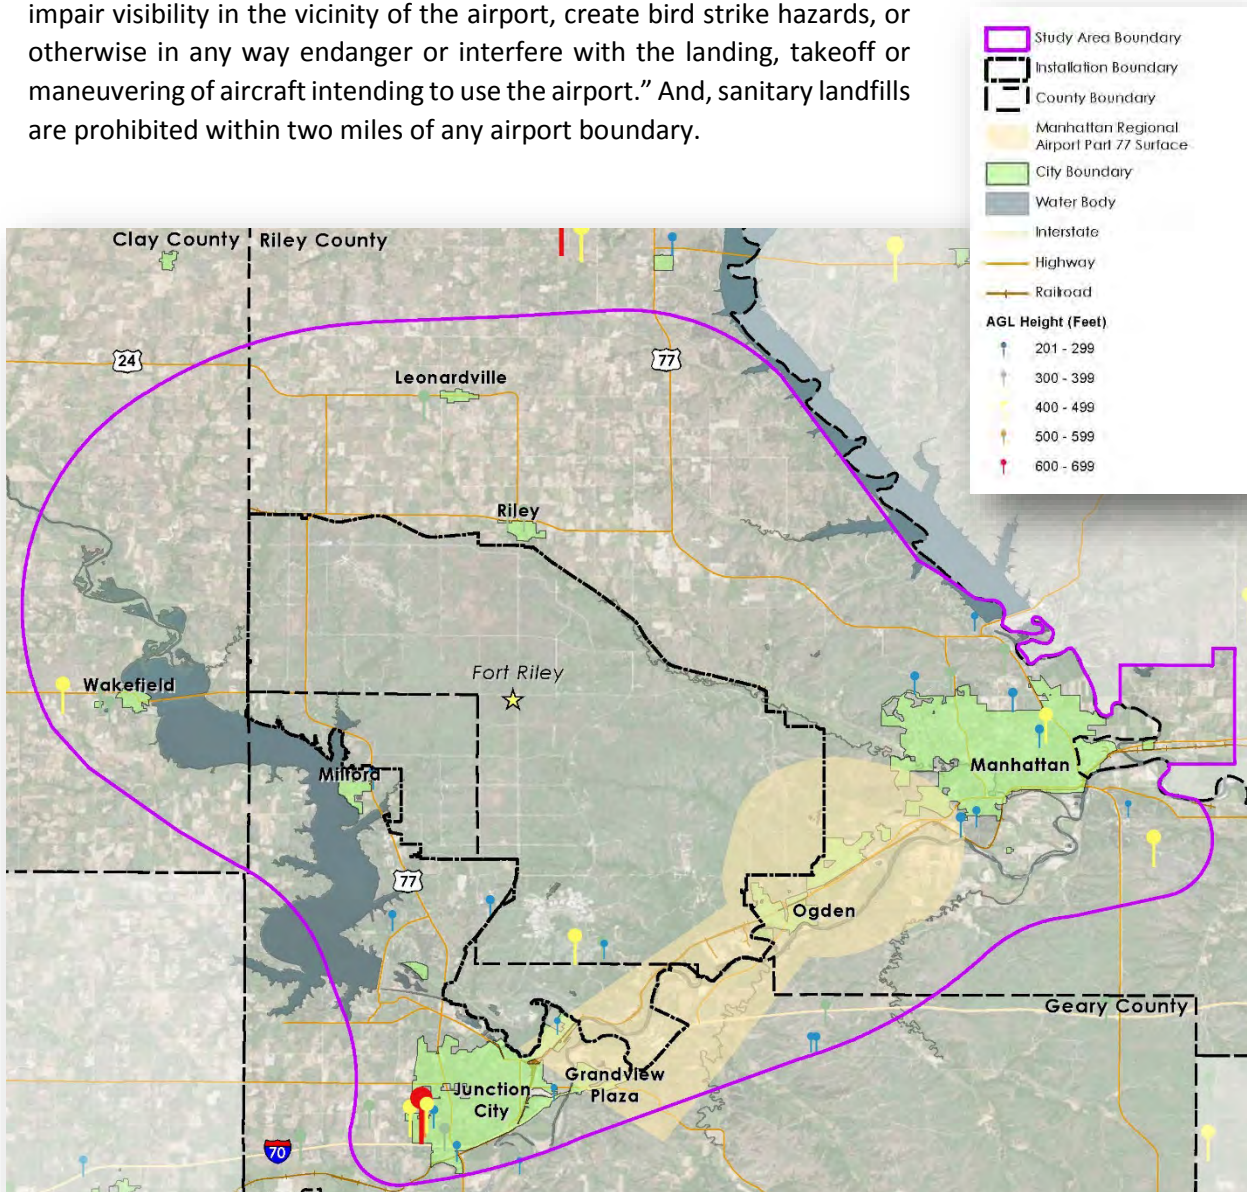 impair visibility in the vicinity of the airport, create bird strike hazards, or
otherwise in any way endanger or interfere with the landing, takeoff or
maneuvering of aircraft intending to use the airport.” And, sanitary landfills
are prohibited within two miles of any airport boundary.
Study Area Boundary
Installation Boundary
County Boundary
Manhattan Regional
Airport Part 77 Surface
City Boundary
Water Body
Interstate
Highway
Railroad
AGL Height (Feet)
201 - 299
300 - 399
400 - 499
500 - 599
600 - 699
Clay County
Riley County
24
77
Leonardville
Riley
Fort Riley
Wakefield
Milford
Manhattan
77
Ogden
Geary County
Grandview
Plaza
Junction
City
70